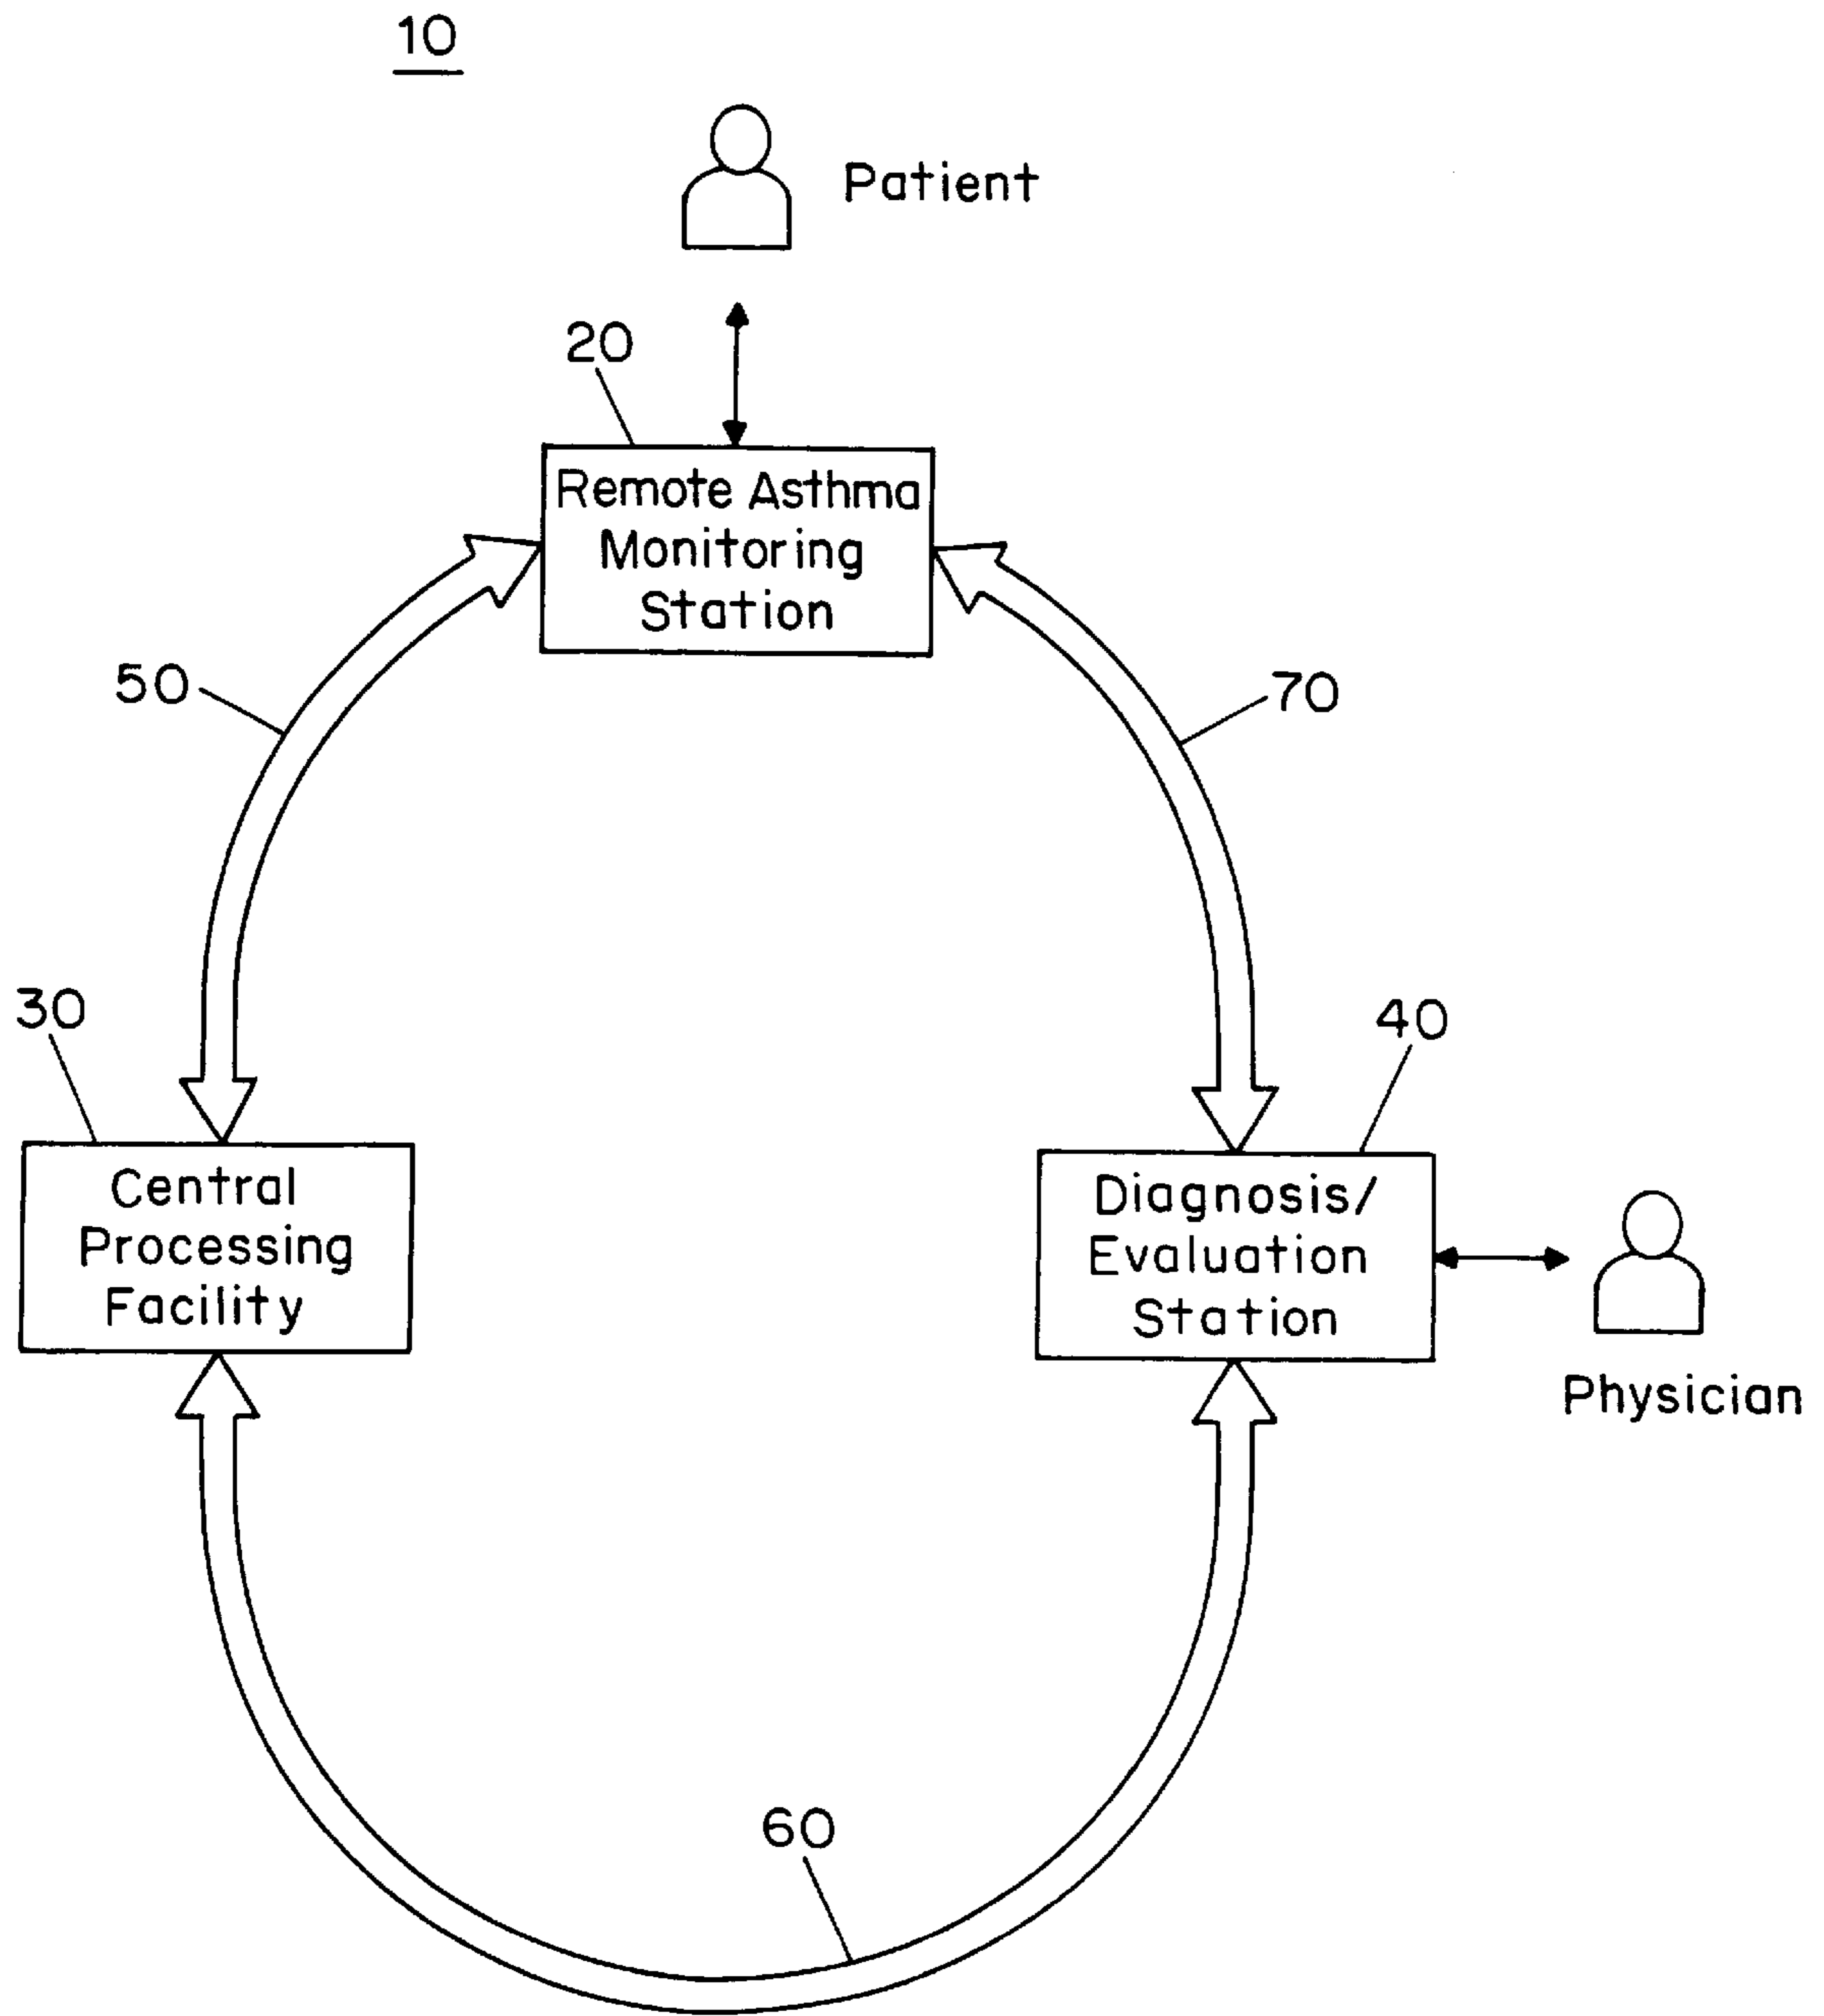 10
Patient
20
Remote Asthma
Monitoring
Station
50
70
30
40
Central
Processing
Facility
Diagnosis/
Evaluation
Station
Physician
60